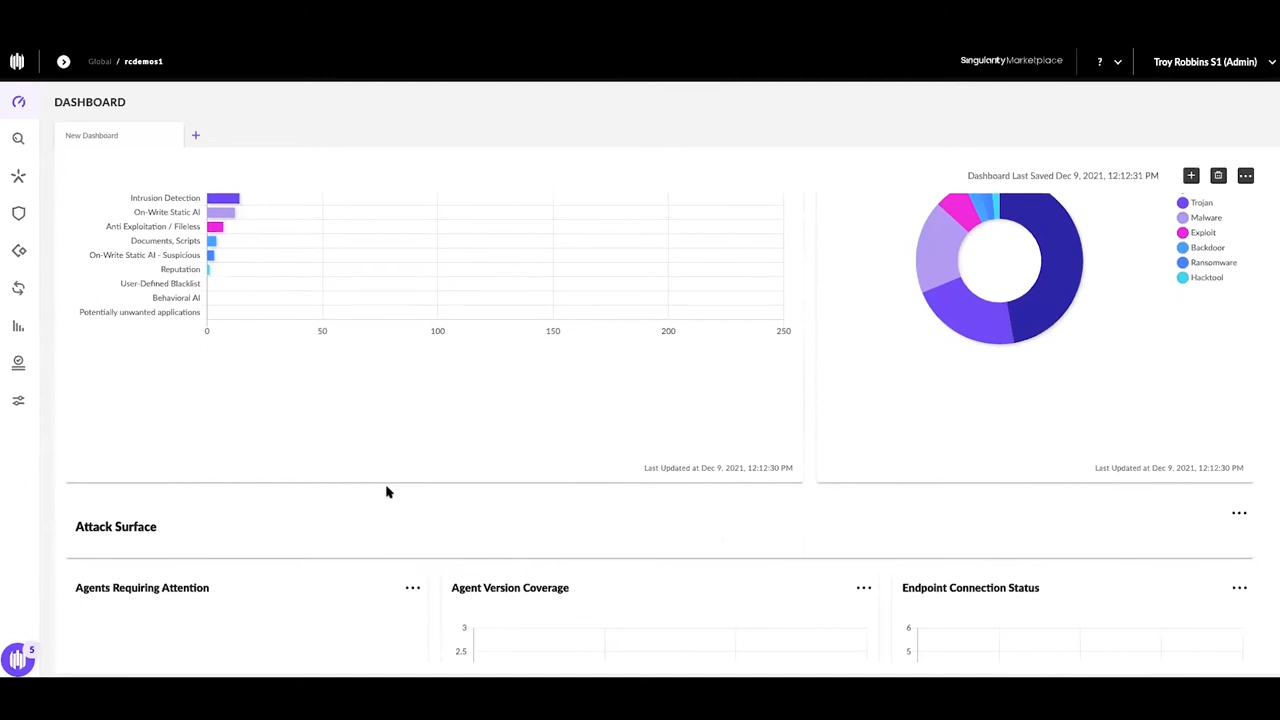 Global / rcdemos1
SingularityMarketplace
?
Troy Robbins S1 (Admin)
DASHBOARD
New Dashboard
+
Dashboard Last Saved Dec 9, 2021, 12:12:31 PM
Intrusion Detection
On-Write Static AI
Anti Exploitation / Fileless
Documents, Scripts
On-Write Static AI - Suspicious
Reputation
User-Defined Blacklist
Behavioral AI
Potentially unwanted applications
0 50 100 150 200 250
Trojan
Malware
Exploit
Backdoor
Ransomware
Hacktool
Last Updated at Dec 9, 2021, 12:12:30 PM
Last Updated at Dec 9, 2021, 12:12:30 PM
Attack Surface
Agents Requiring Attention
Agent Version Coverage
3
2.5
Endpoint Connection Status
6
5
5